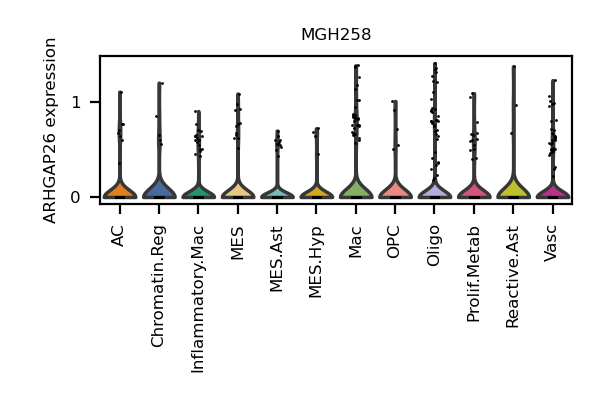 MGH258
ARHGAP26 expression
1
0
AC
Chromatin.Reg
Inflammatory.Mac
MES
MES.Ast
MES.Hyp
Mac
OPC
Oligo
Prolif.Metab
Reactive.Ast
Vasc